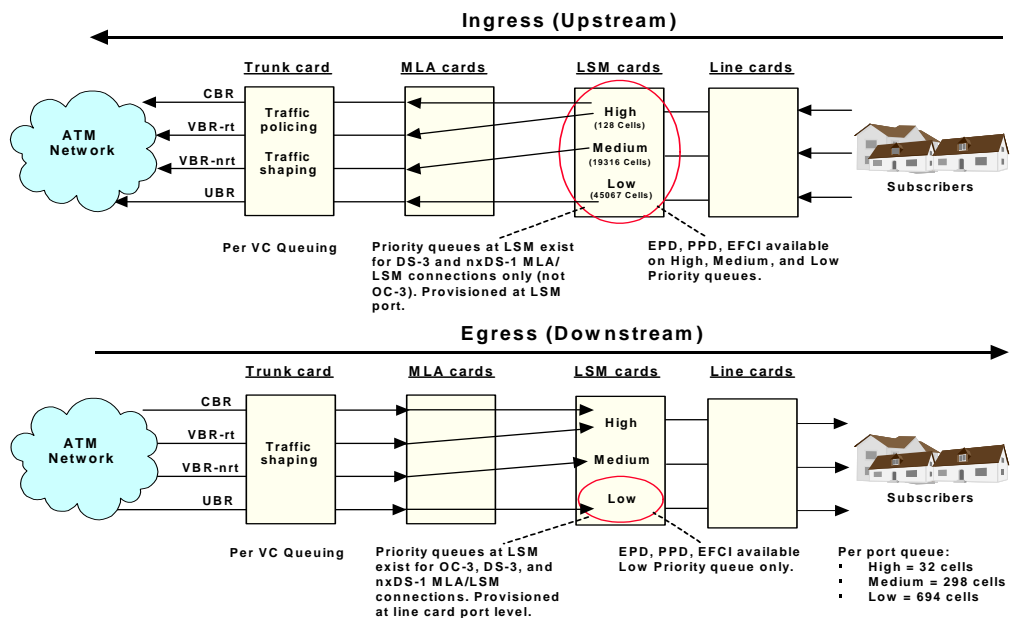 Ingress (Upstream)
Trunk card
MLA cards
LSM cards
Line cards
ATM
Network
CBR
VBR-rt
VBR-nrt
UBR
Traffic
policing
Traffic
shaping
High
(128 Cells)
Medium
(19316 Cells)
Low
(45067 Cells)
Subscribers
Per VC Queuing
Priority queues at LSM exist
for DS-3 and nxDS-1 MLA/
LSM connections only (not
OC-3). Provisioned at LSM
port.
EPD, PPD, EFCI available
on High, Medium, and Low
Priority queues.
Egress (Downstream)
Trunk card
MLA cards
LSM cards
Line cards
ATM
Network
CBR
VBR-rt
VBR-nrt
UBR
Traffic
shaping
High
Medium
Low
Subscribers
Per VC Queuing
Priority queues at LSM
exist for OC-3, DS-3, and
nxDS-1 MLA/LSM
connections. Provisioned
at line card port level.
EPD, PPD, EFCI available
Low Priority queue only.
Per port queue:
▪ High = 32 cells
▪ Medium = 298 cells
▪ Low = 694 cells